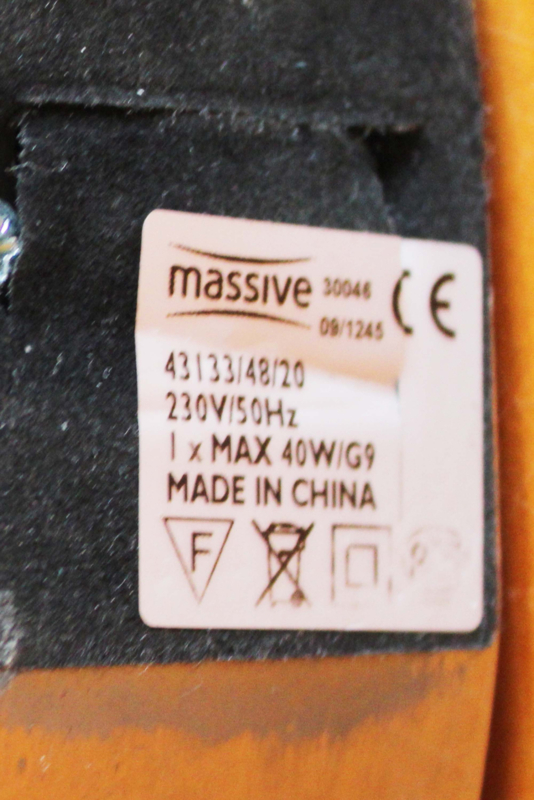 massive 30046 CE
09/1245
43133/48/20
230V/50Hz
1 x MAX 40W/G9
MADE IN CHINA
F